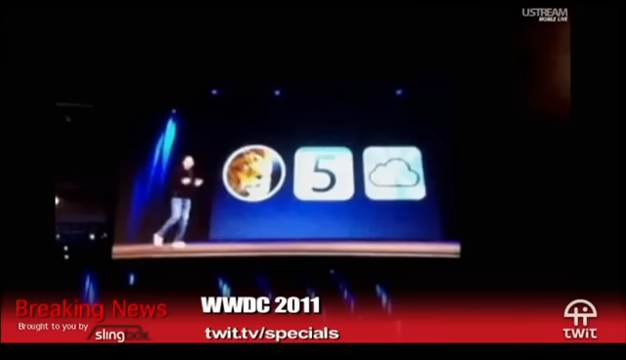 USTREAM
MOBILE LIVE
5
Breaking News
Brought to you by slingbox.
WWDC 2011
twit.tv/specials
TWiT